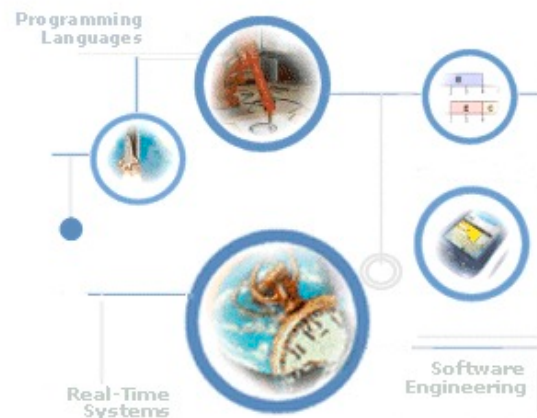 Programming
Languages
Real-Time
Systems
Software
Engineering